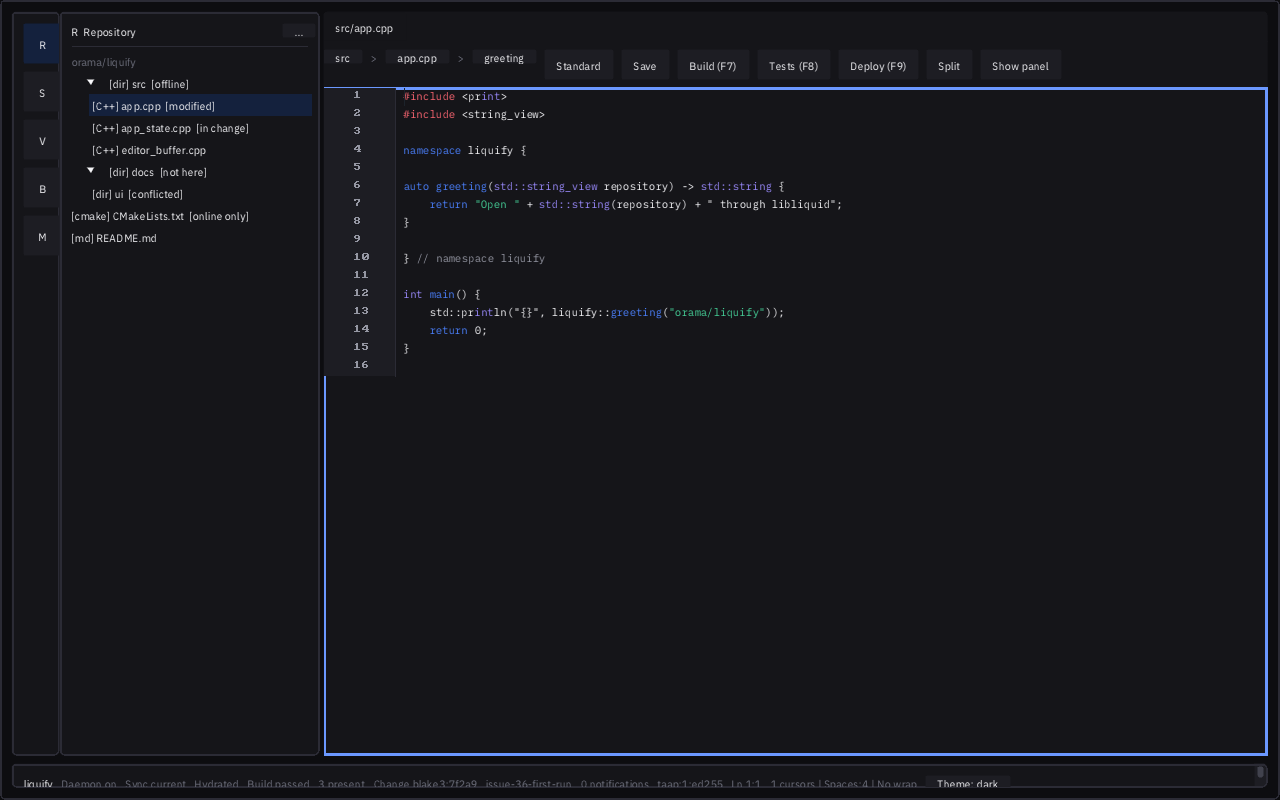 R
S
V
B
M
R Repository
...
orama/liquify
[dir] src [offline]
[C++] app.cpp [modified]
[C++] app_state.cpp [in change]
[C++] editor_buffer.cpp
[dir] docs [not here]
[dir] ui [conflicted]
[cmake] CMakeLists.txt [online only]
[md] README.md
src/app.cpp
src > app.cpp > greeting
Standard Save Build (F7) Tests (F8) Deploy (F9) Split Show panel
1 #include <print>
2 #include <string_view>
3
4 namespace liquify {
5
6 auto greeting(std::string_view repository) -> std::string {
7     return "Open " + std::string(repository) + " through libliquid";
8 }
9
10 } // namespace liquify
11
12 int main() {
13     std::println("{}", liquify::greeting("orama/liquify"));
14     return 0;
15 }
16
liquify Daemon on Sync current Hydrated Build passed 3 present Change blake3:7f2a9 issue-36-first-run 0 notifications taap:1:ed255 Ln 1:1 1 cursors | Spaces:4 | No wrap Theme: dark